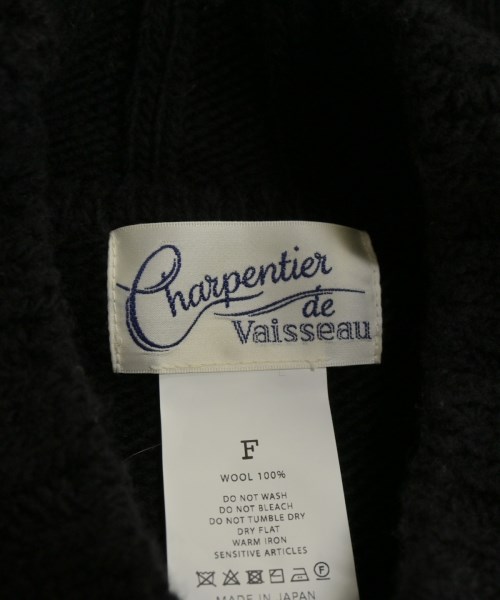 Charpentier
de
Vaisseau
F
WOOL 100%
DO NOT WASH
DO NOT BLEACH
DO NOT TUMBLE DRY
DRY FLAT
WARM IRON
SENSITIVE ARTICLES
F
MADE IN JAPAN